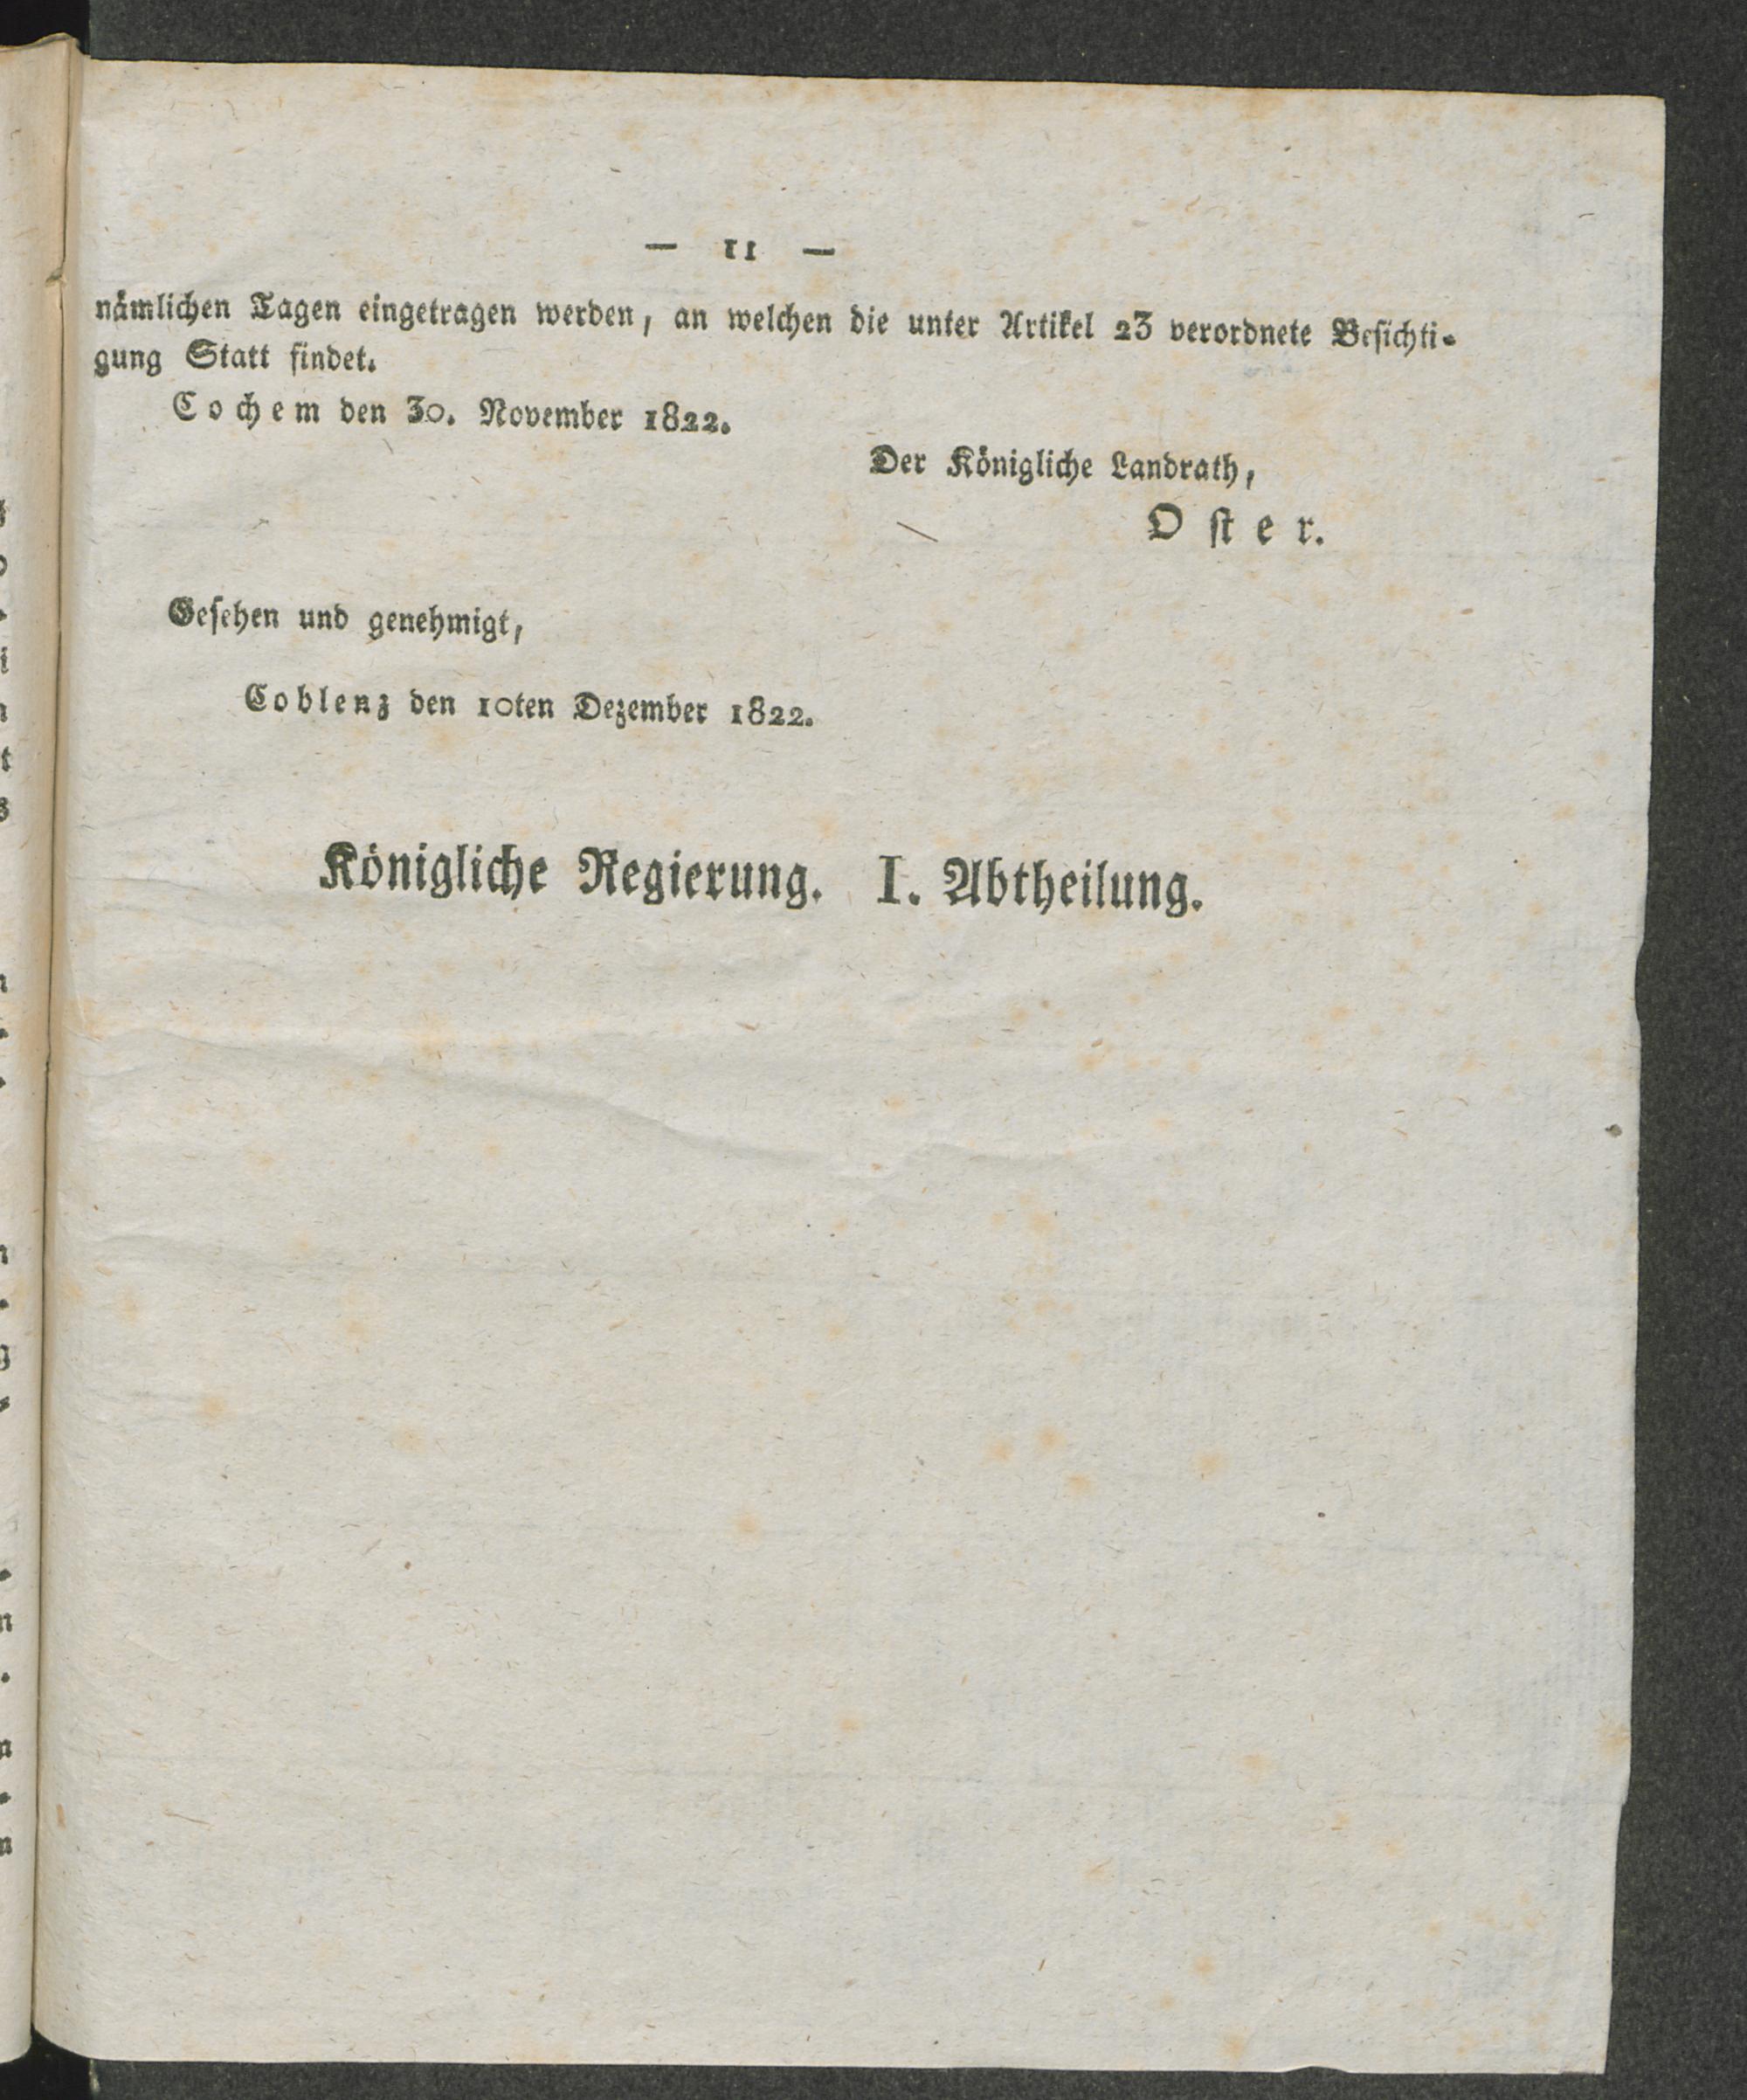 — 11 —
nämlichen Tagen eingetragen werden, an welchen die unter Artikel 23 verordnete Besichti-
gung Statt findet.
Cochem den 30. November 1822.
Der Königliche Landrath,
Oster.
Gesehen und genehmigt,
Coblenz den 10ten Dezember 1822.
Königliche Regierung. I. Abtheilung.